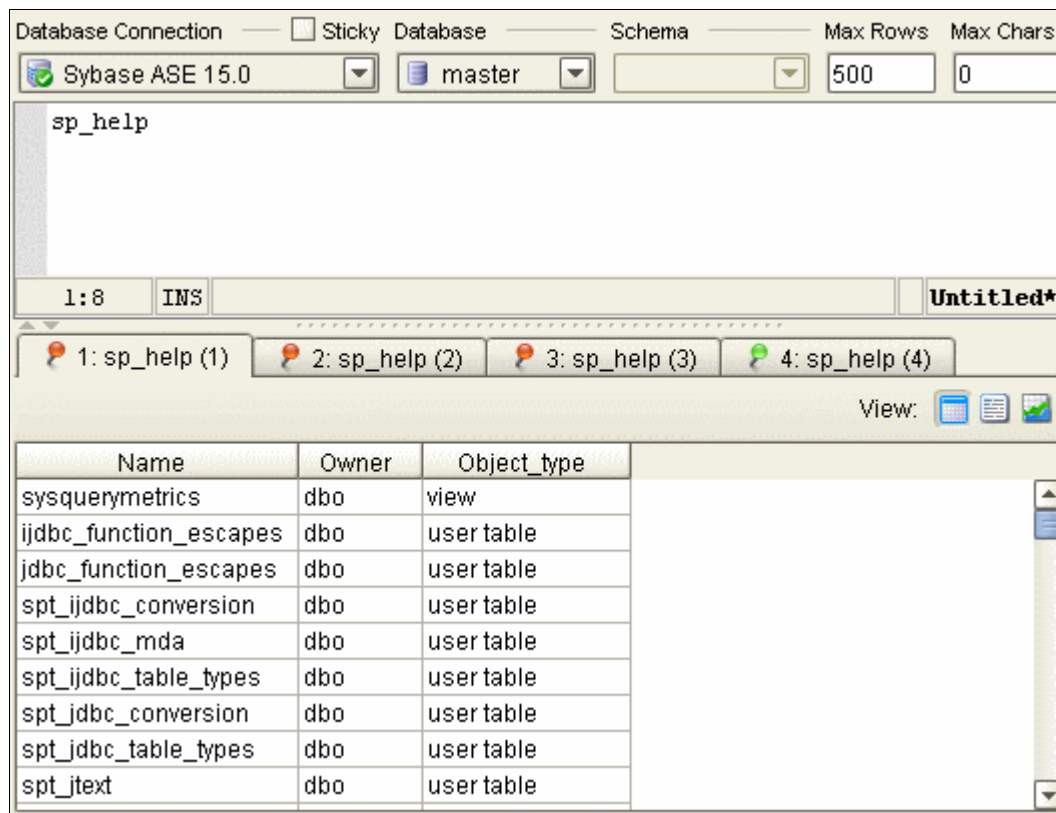 Database Connection Sticky Database Schema Max Rows Max Chars
Sybase ASE 15.0 master 500 0
sp_help
1:8 INS Untitled*
1: sp_help (1) 2: sp_help (2) 3: sp_help (3) 4: sp_help (4)
View:
Name Owner Object_type
sysquerymetrics dbo view
ijdbc_function_escapes dbo user table
jdbc_function_escapes dbo user table
spt_ijdbc_conversion dbo user table
spt_ijdbc_mda dbo user table
spt_ijdbc_table_types dbo user table
spt_jdbc_conversion dbo user table
spt_jdbc_table_types dbo user table
spt_jtext dbo user table